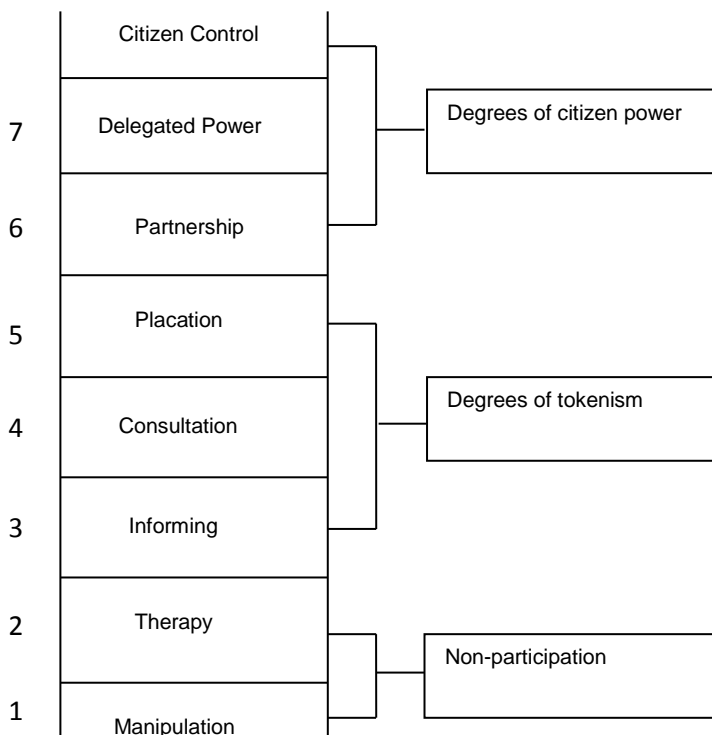 Citizen Control
7
Delegated Power
Degrees of citizen power
6
Partnership
5
Placation
4
Consultation
Degrees of tokenism
3
Informing
2
Therapy
Non-participation
1
Manipulation